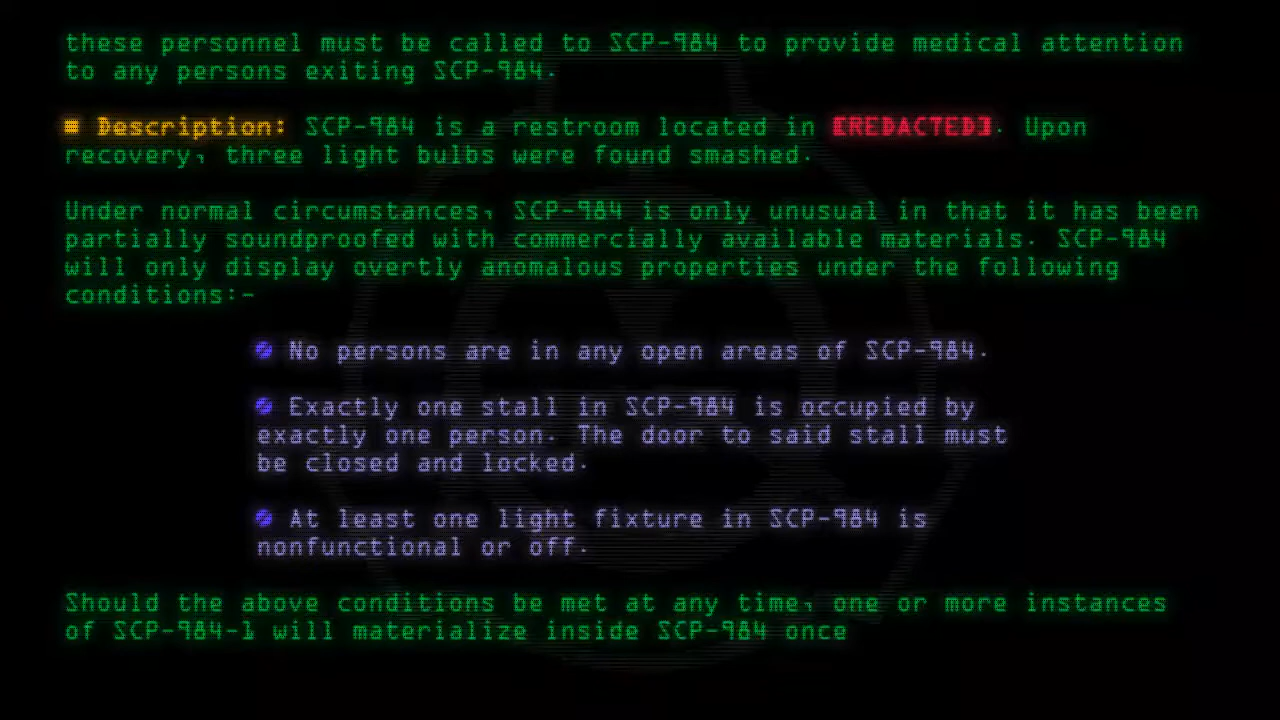 these personnel must be called to SCP-984 to provide medical attention
to any persons exiting SCP-984.
■ Description: SCP-984 is a restroom located in [REDACTED]. Upon
recovery, three light bulbs were found smashed.
Under normal circumstances, SCP-984 is only unusual in that it has been
partially soundproofed with commercially available materials. SCP-984
will only display overtly anomalous properties under the following
conditions:-
● No persons are in any open areas of SCP-984.
● Exactly one stall in SCP-984 is occupied by
exactly one person. The door to said stall must
be closed and locked.
● At least one light fixture in SCP-984 is
nonfunctional or off.
Should the above conditions be met at any time, one or more instances
of SCP-984-1 will materialize inside SCP-984 once